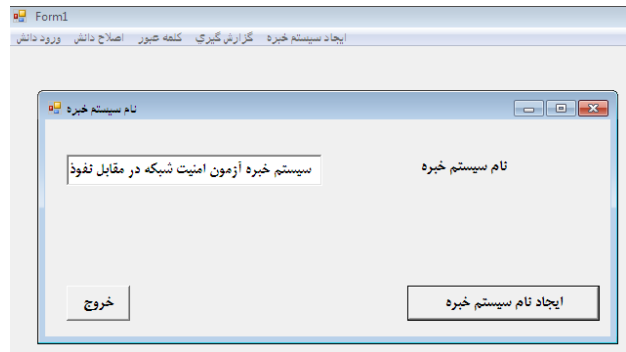 Form1
ایجاد سیستم خبره گزارش گیری کلمه عبور اصلاح دانش ورود دانش
نام سیستم خبره
نام سیستم خبره
سیستم خبره آزمون امنیت شبکه در مقابل نفوذ
ایجاد نام سیستم خبره
خروج